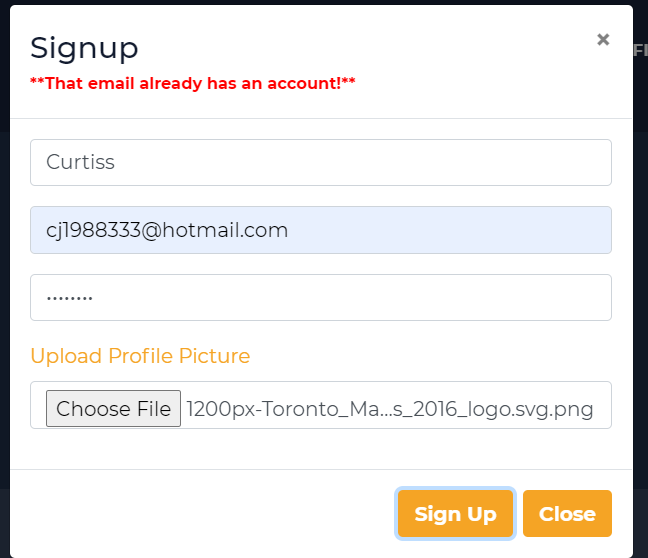 Signup
×
**That email already has an account!**
Curtiss
cj1988333@hotmail.com
••••••••
Upload Profile Picture
Choose File 1200px-Toronto_Ma...s_2016_logo.svg.png
Sign Up Close